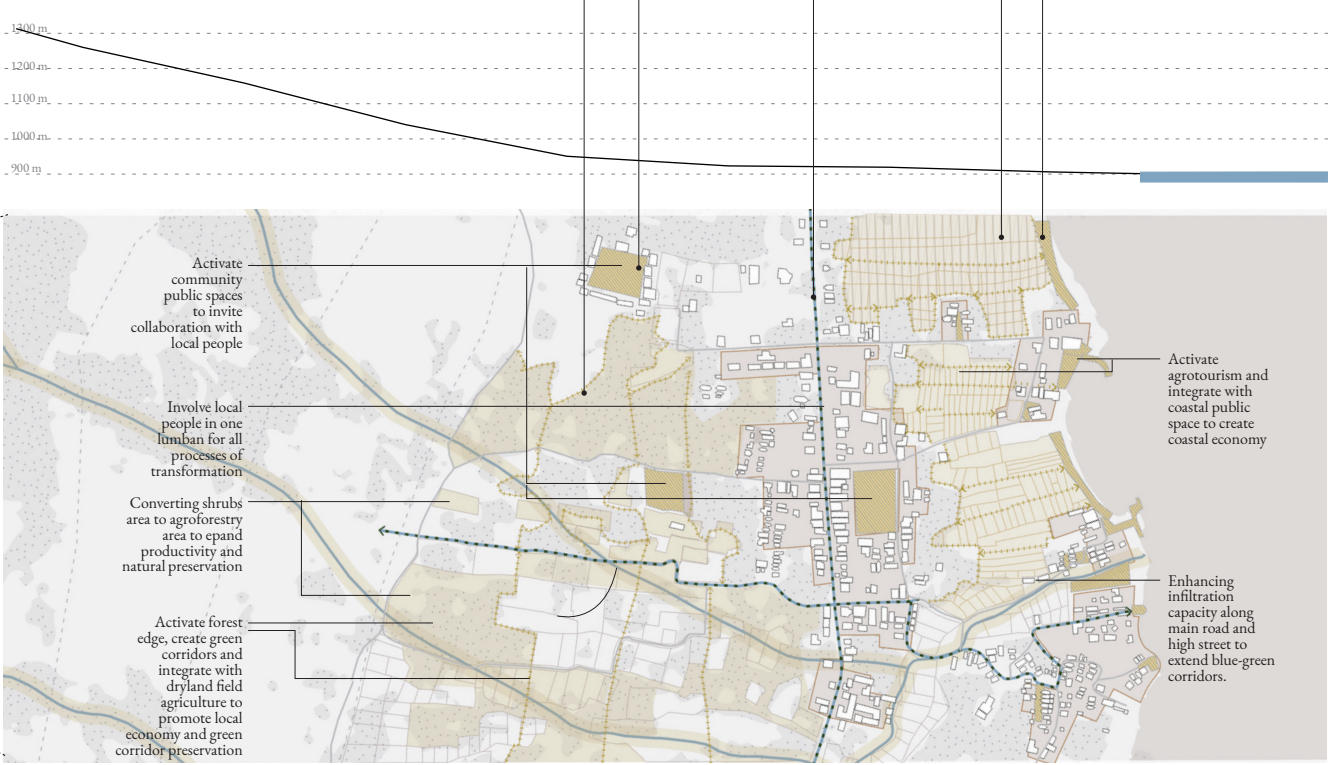 1300 m
1200 m
1100 m
1000 m
900 m
Activate
community
public spaces
to invite
collaboration with
local people
Involve local
people in one
lumban for all
processes of
transformation
Converting shrubs
area to agroforestry
area to epand
productivity and
natural preservation
Activate forest
edge, create green
corridors and
integrate with
dryland field
agriculture to
promote local
economy and green
corridor preservation
Activate
agrotourism and
integrate with
coastal public
space to create
coastal economy
Enhancing
infiltration
capacity along
main road and
high street to
extend blue-green
corridors.